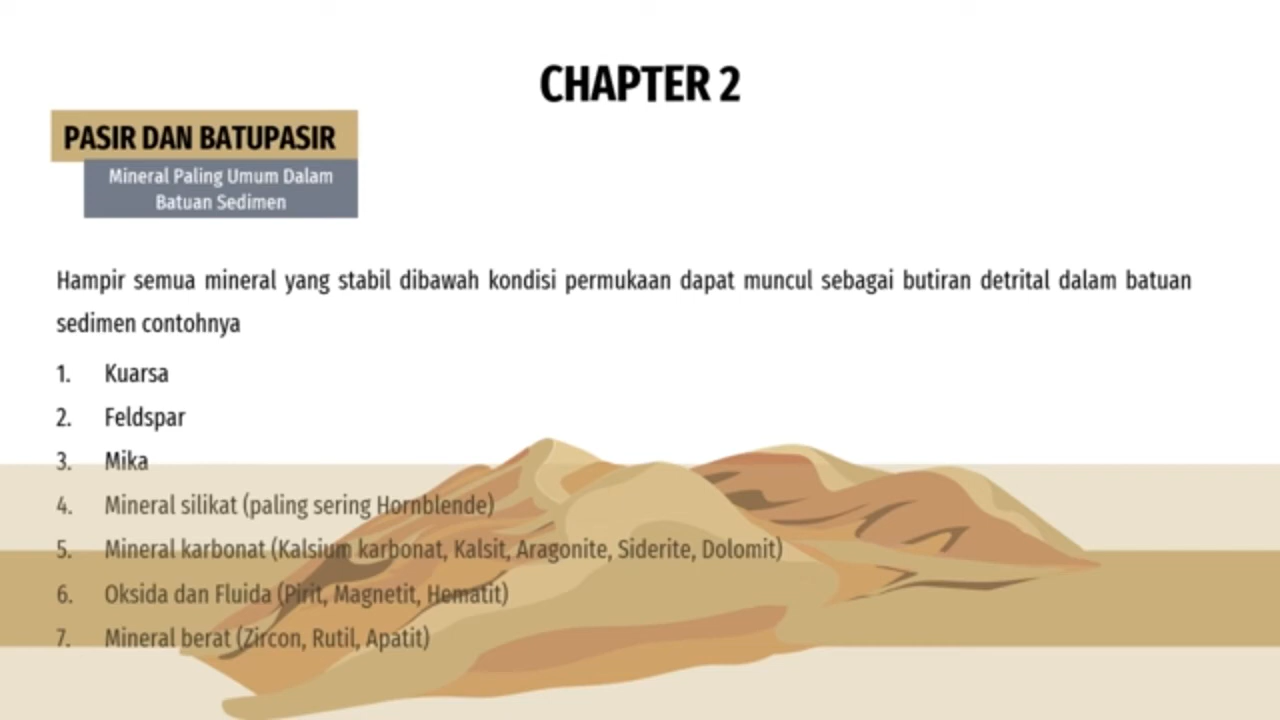 CHAPTER 2
PASIR DAN BATUPASIR
Mineral Paling Umum Dalam
Batuan Sedimen
Hampir semua mineral yang stabil dibawah kondisi permukaan dapat muncul sebagai butiran detrital dalam batuan
sedimen contohnya
1. Kuarsa
2. Feldspar
3. Mika
4. Mineral silikat (paling sering Hornblende)
5. Mineral karbonat (Kalsium karbonat, Kalsit, Aragonite, Siderite, Dolomit)
6. Oksida dan Fluida (Pirit, Magnetit, Hematit)
7. Mineral berat (Zircon, Rutil, Apatit)